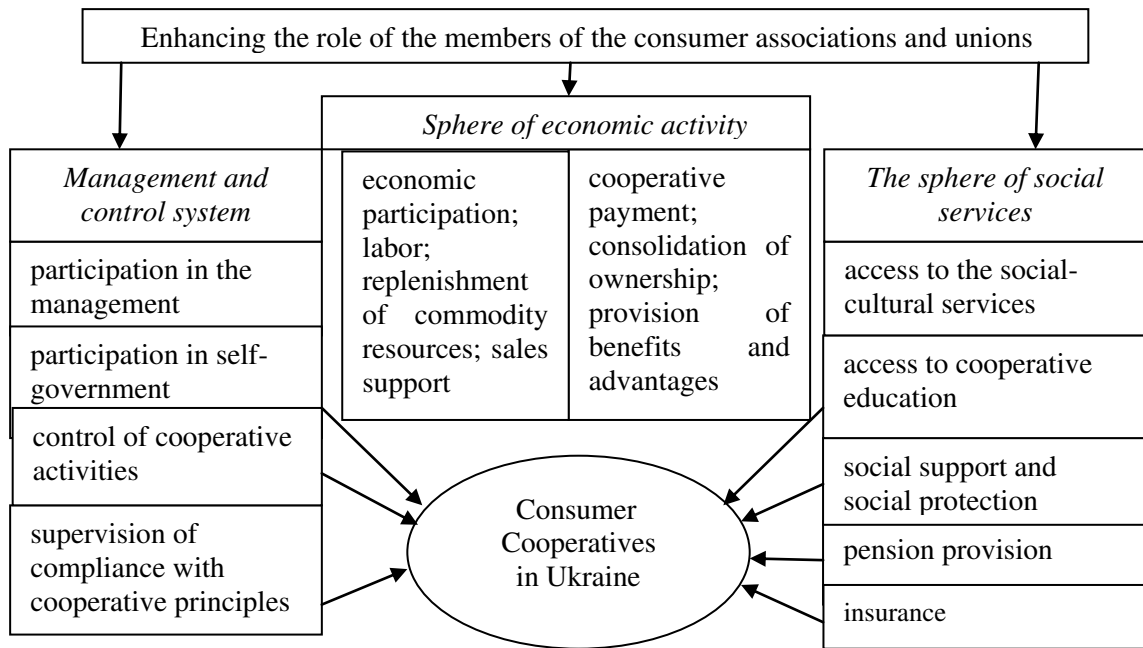 Enhancing the role of the members of the consumer associations and unions
Sphere of economic activity
Management and
control system
participation in the
management
participation in self-
government
control of cooperative
activities
supervision of
compliance with
cooperative principles
economic
participation;
labor;
replenishment
of commodity
resources; sales
support
cooperative
payment;
consolidation of
ownership;
provision of
benefits and
advantages
The sphere of social
services
access to the social-
cultural services
access to cooperative
education
social support and
social protection
pension provision
insurance
Consumer
Cooperatives
in Ukraine